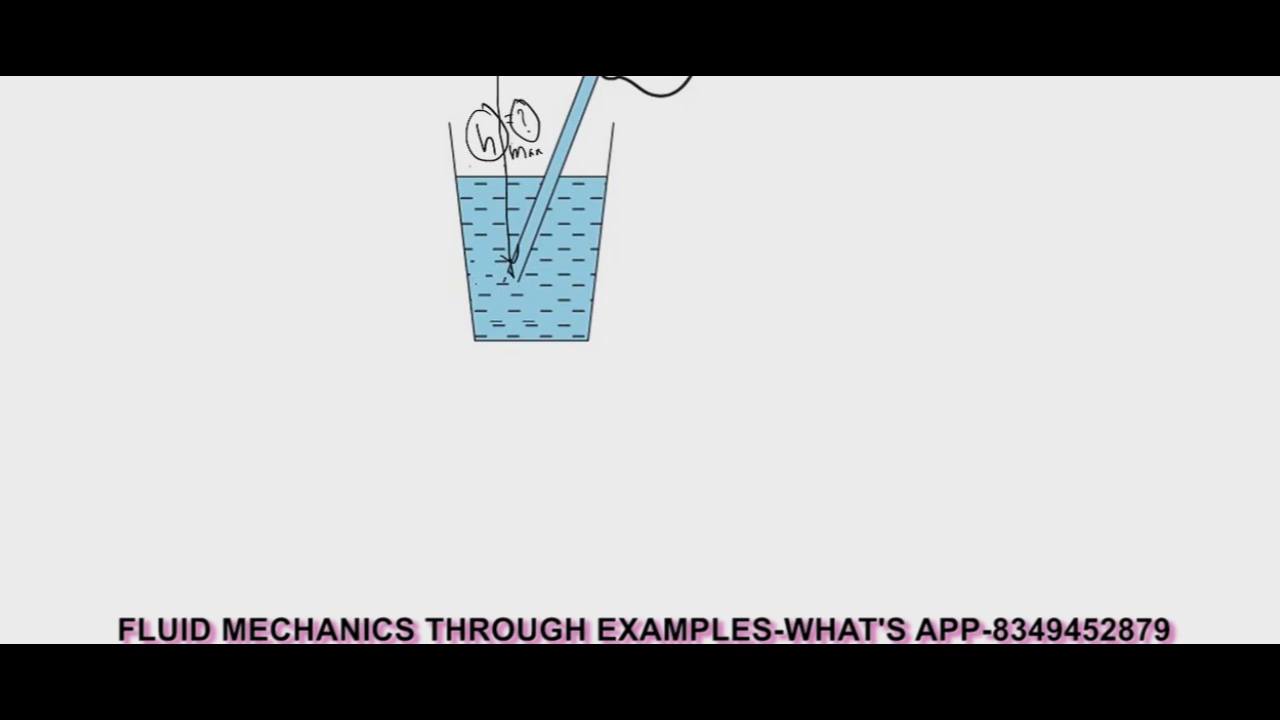 h = ?
max
FLUID MECHANICS THROUGH EXAMPLES-WHAT'S APP-8349452879